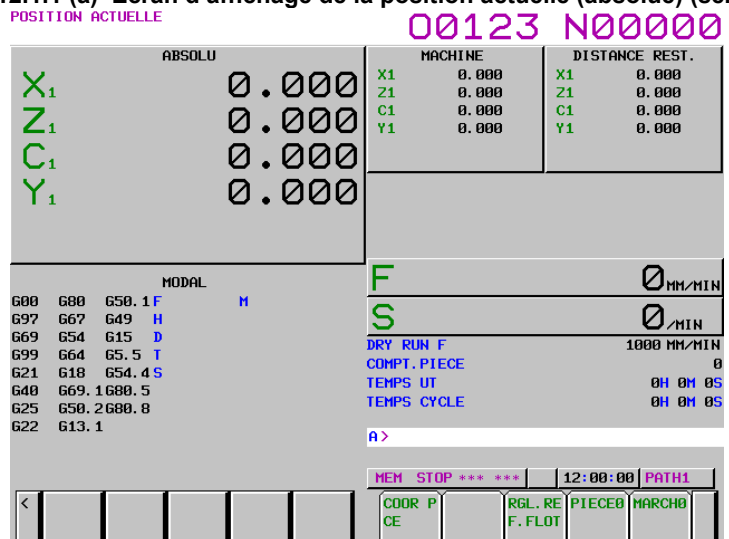 POSITION ACTUELLE
O0123 N00000
ABSOLU
X1 0.000
Z1 0.000
C1 0.000
Y1 0.000
MACHINE
X1 0.000
Z1 0.000
C1 0.000
Y1 0.000
DISTANCE REST.
X1 0.000
Z1 0.000
C1 0.000
Y1 0.000
MODAL
G00 G80 G50.1 F M
G97 G67 G49 H
G69 G54 G15 D
G99 G64 G5.5 T
G21 G18 G54.4 S
G40 G69.1 G80.5
G25 G50.2 G80.8
G22 G13.1
F 0 MM/MIN
S 0 /MIN
DRY RUN F 1000 MM/MIN
COMPT.PIECE 0
TEMPS UT 0H 0M 0S
TEMPS CYCLE 0H 0M 0S
A>
MEM STOP *** *** 12:00:00 PATH1
< COOR P RGL.RE PIECE0 MARCH0
CE F.FLOT